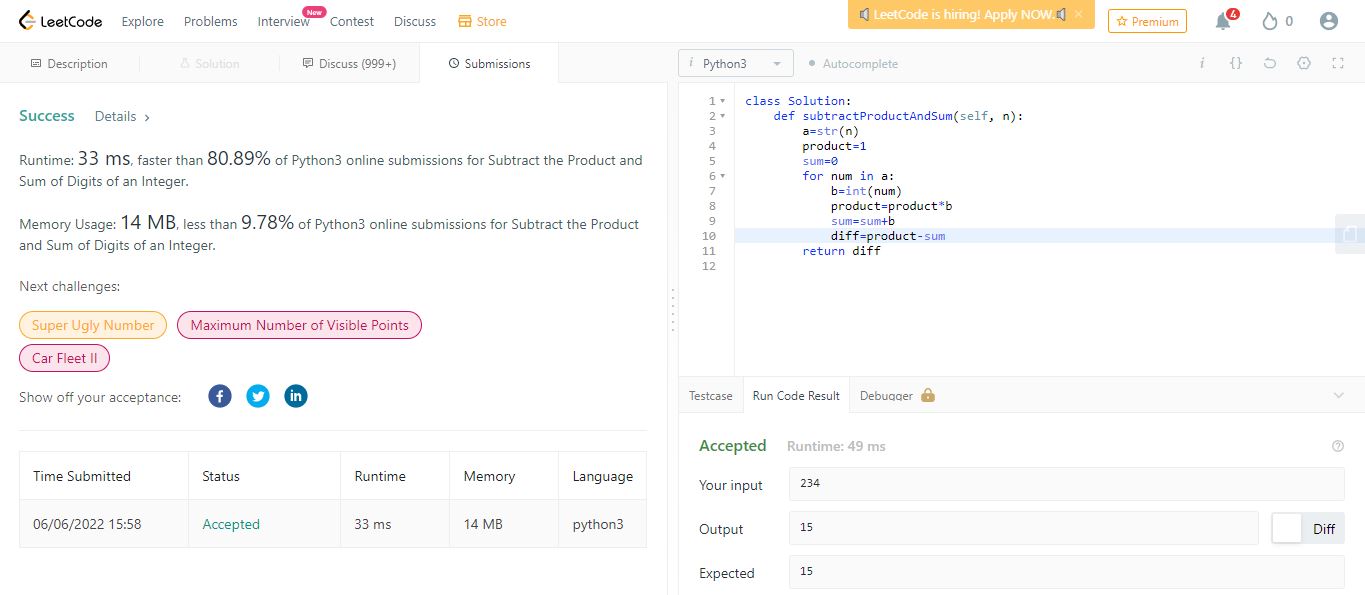 LeetCode Explore Problems Interview New Contest Discuss Store LeetCode is hiring! Apply NOW. × Premium 4 0
Description Solution Discuss (999+) Submissions
i Python3 Autocomplete i {}
Success Details >
Runtime: 33 ms, faster than 80.89% of Python3 online submissions for Subtract the Product and
Sum of Digits of an Integer.
Memory Usage: 14 MB, less than 9.78% of Python3 online submissions for Subtract the Product
and Sum of Digits of an Integer.
Next challenges:
Super Ugly Number Maximum Number of Visible Points
Car Fleet II
Show off your acceptance: f in
Time Submitted Status Runtime Memory Language
06/06/2022 15:58 Accepted 33 ms 14 MB python3
1 class Solution:
2 def subtractProductAndSum(self, n):
3 a=str(n)
4 product=1
5 sum=0
6 for num in a:
7 b=int(num)
8 product=product*b
9 sum=sum+b
10 diff=product-sum
11 return diff
12
Testcase Run Code Result Debugger
Accepted Runtime: 49 ms ?
Your input 234
Output 15 Diff
Expected 15